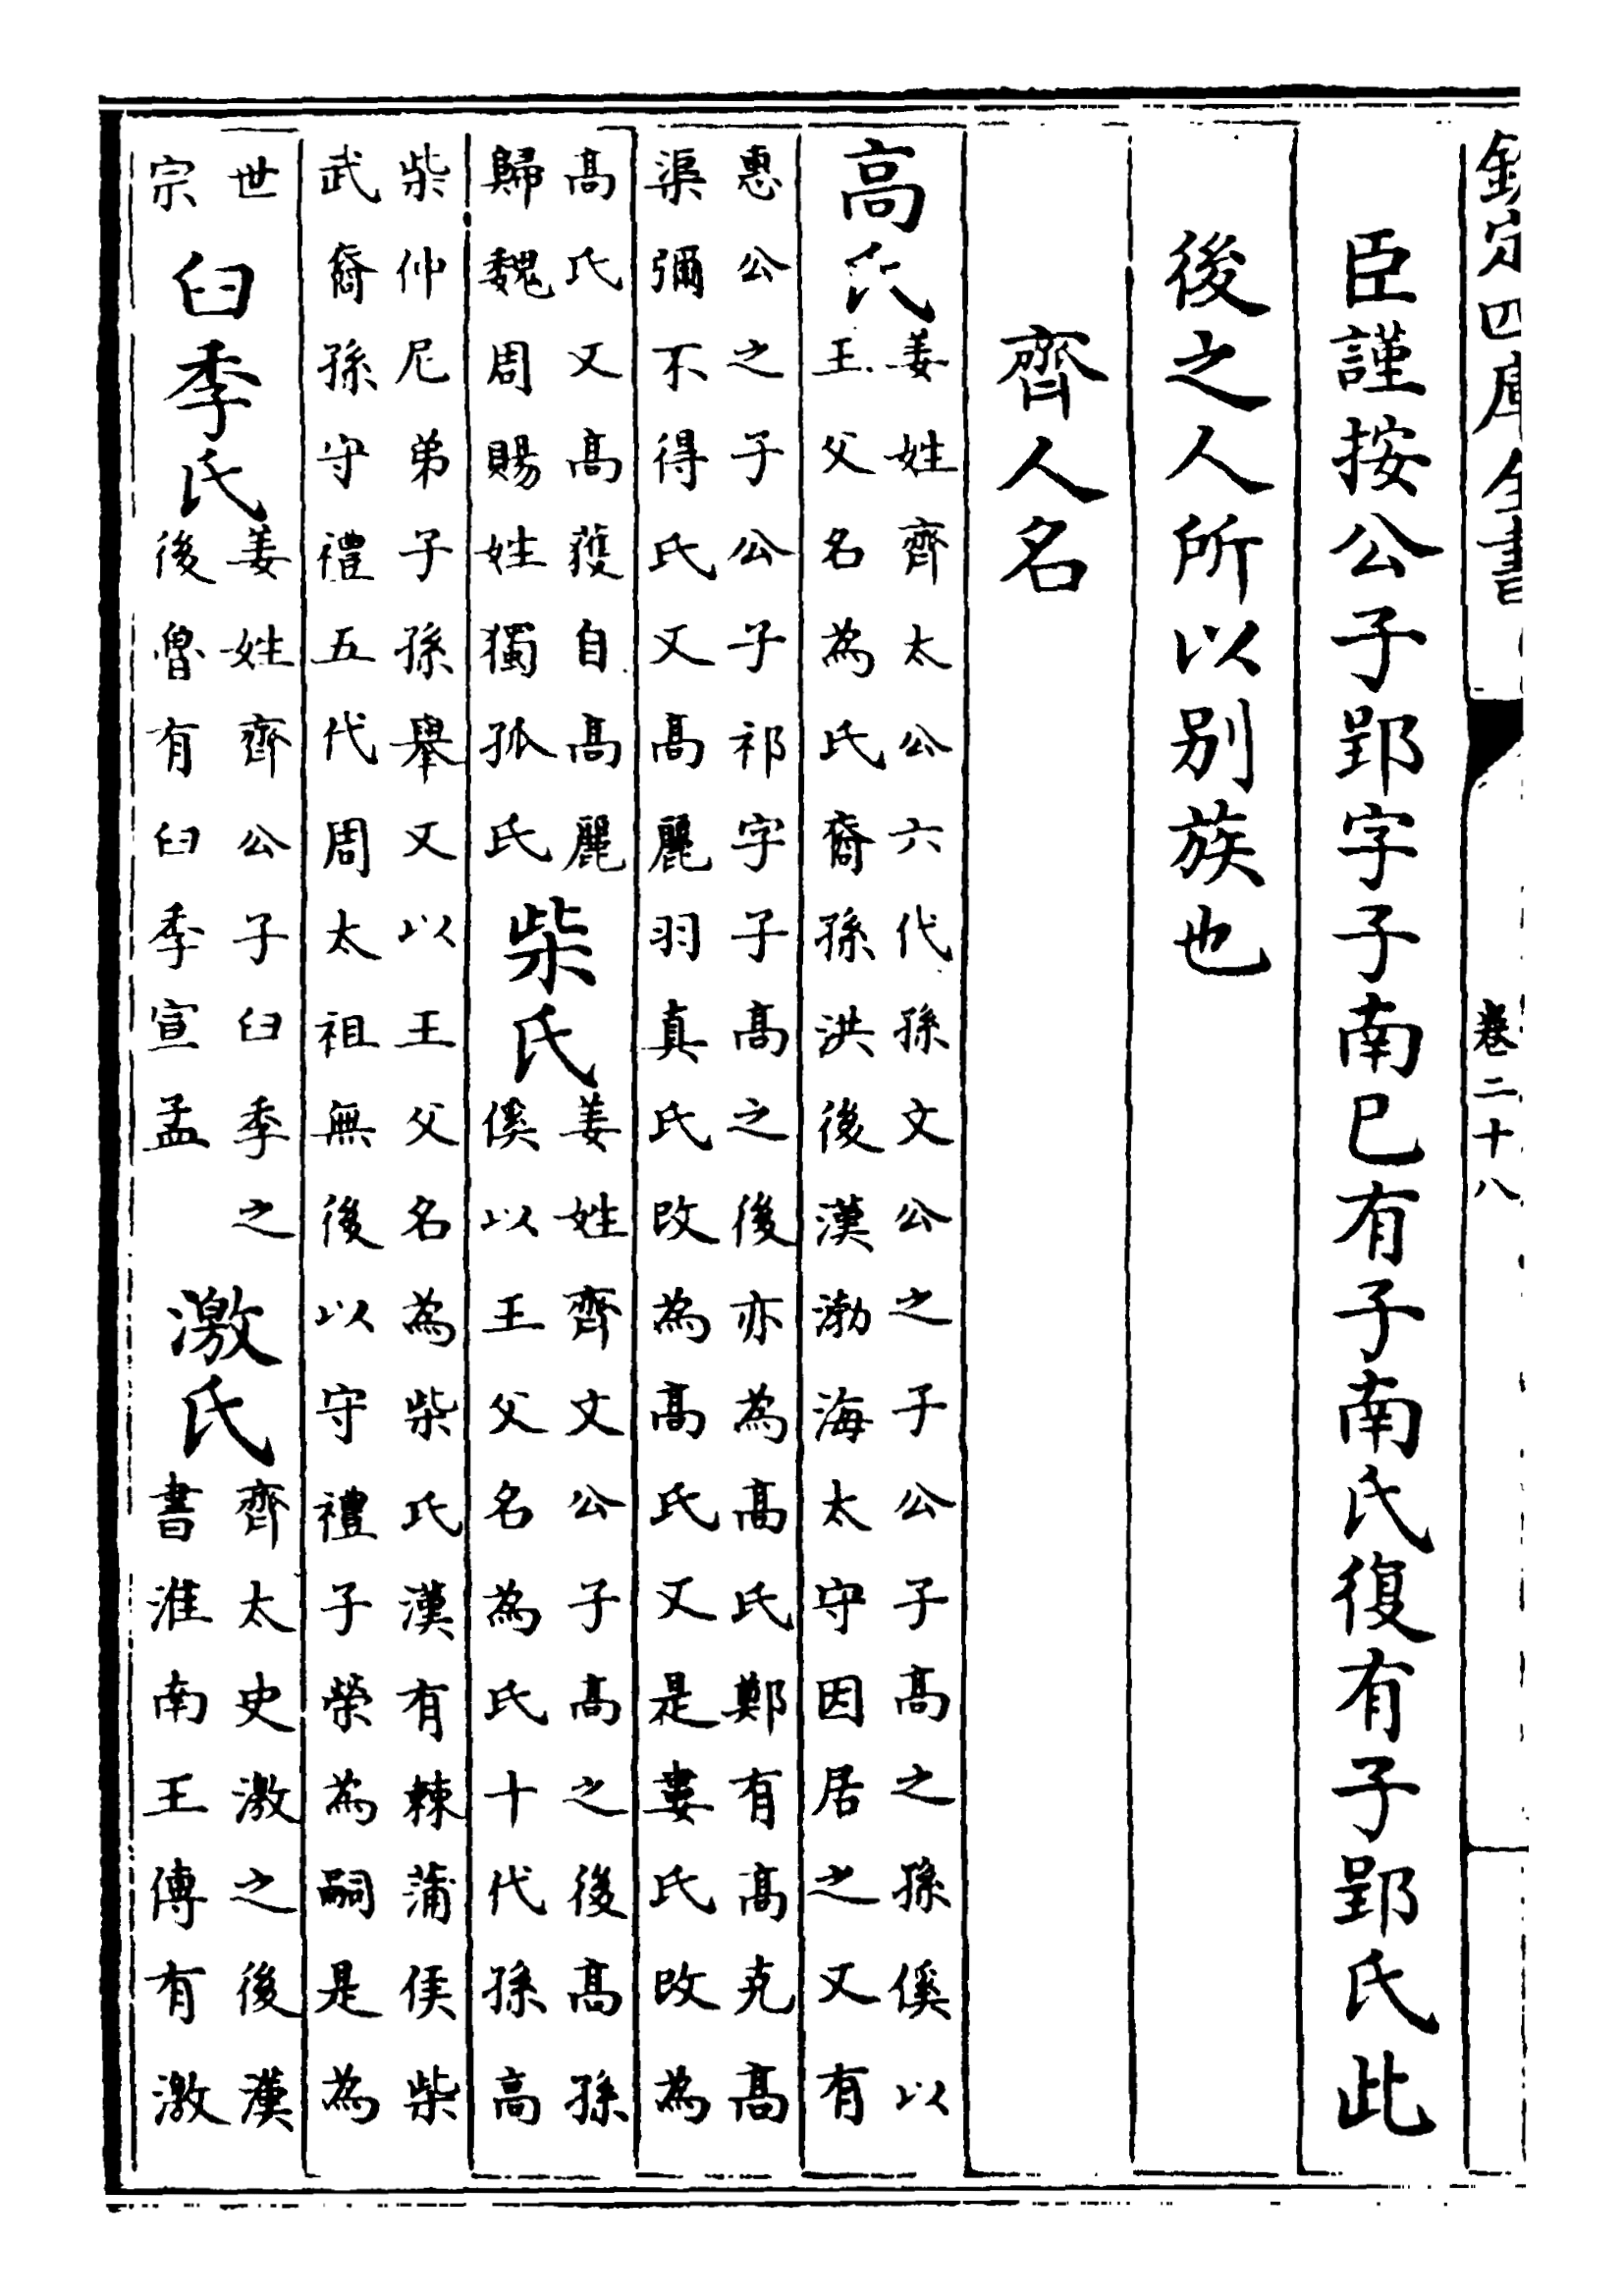 欽定四庫全書
卷二十八
臣謹按公子郢字子南已有子南氏復有子郢氏此
後之人所以别族也
齊人名
高氏
姜姓齊太公六代孫文公之子公子高之孫傒以
王父名為氏裔孫洪後漢渤海太守因居之又有
惠公之子公子祁字子高之後亦為高氏鄭有高克高
渠彌不得氏又高麗羽真氏改為高氏又是婁氏改為
高氏又高蒦自高麗
歸魏周賜姓獨孤氏
柴氏
姜姓齊文公子高之後高孫
傒以王父名為氏十代孫高
柴仲尼弟子孫舉又以王父名為柴氏漢有棘蒲侯柴
武裔孫守禮五代周太祖無後以守禮子榮為嗣是為
世
宗
臼季氏
姜姓齊公子臼季之
後魯有臼季宣孟
激氏
齊太史激之後漢
書淮南王傳有激